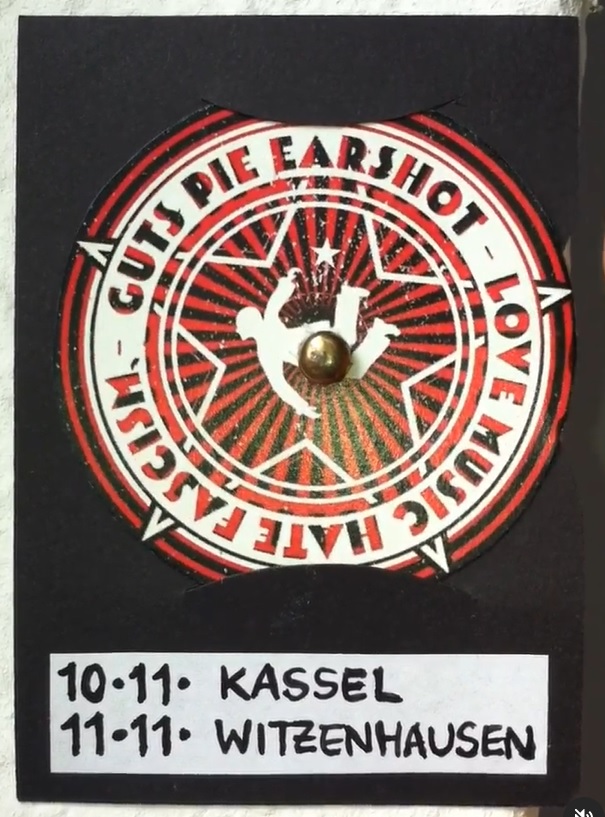 GUTS PIE EARSHOT - LOVE MUSIC HATE FASCISM -
10.11. KASSEL
11.11. WITZENHAUSEN